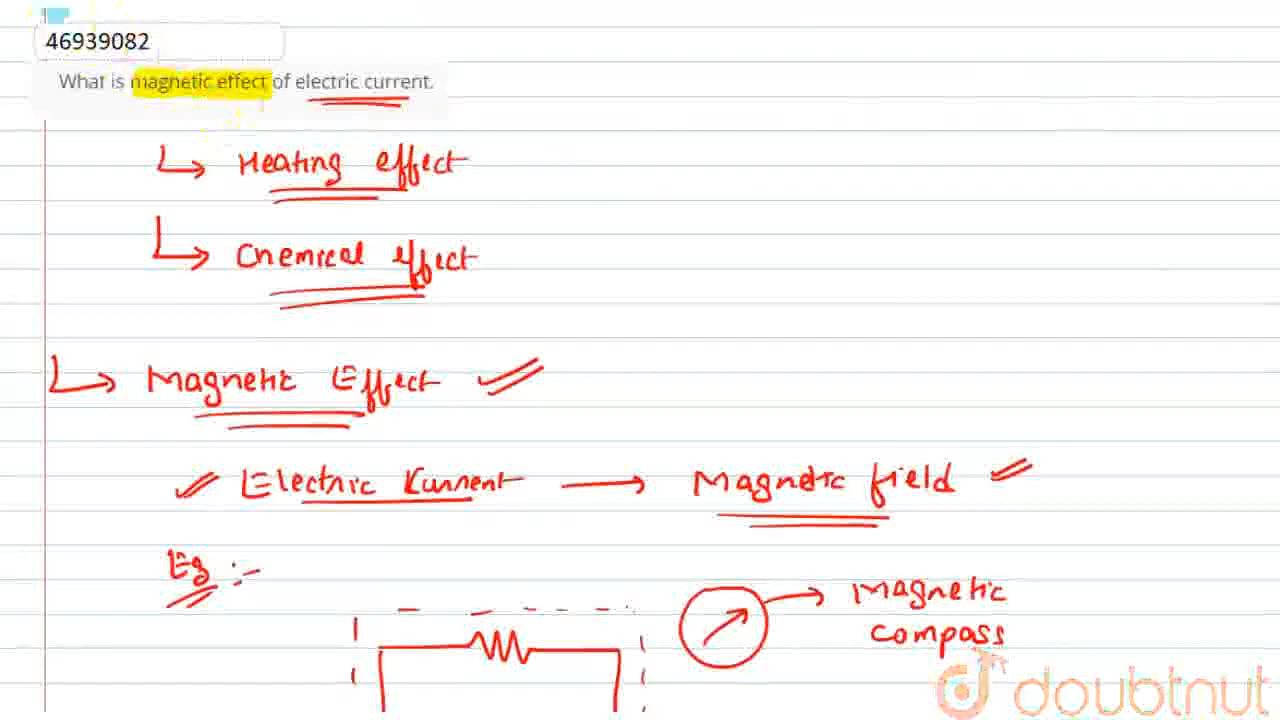 46939082
What is magnetic effect of electric current.
Heating effect
Chemical effect
Magnetic Effect
Electric Current → Magnetic field
Eg :-
Magnetic
compass
doubtnut